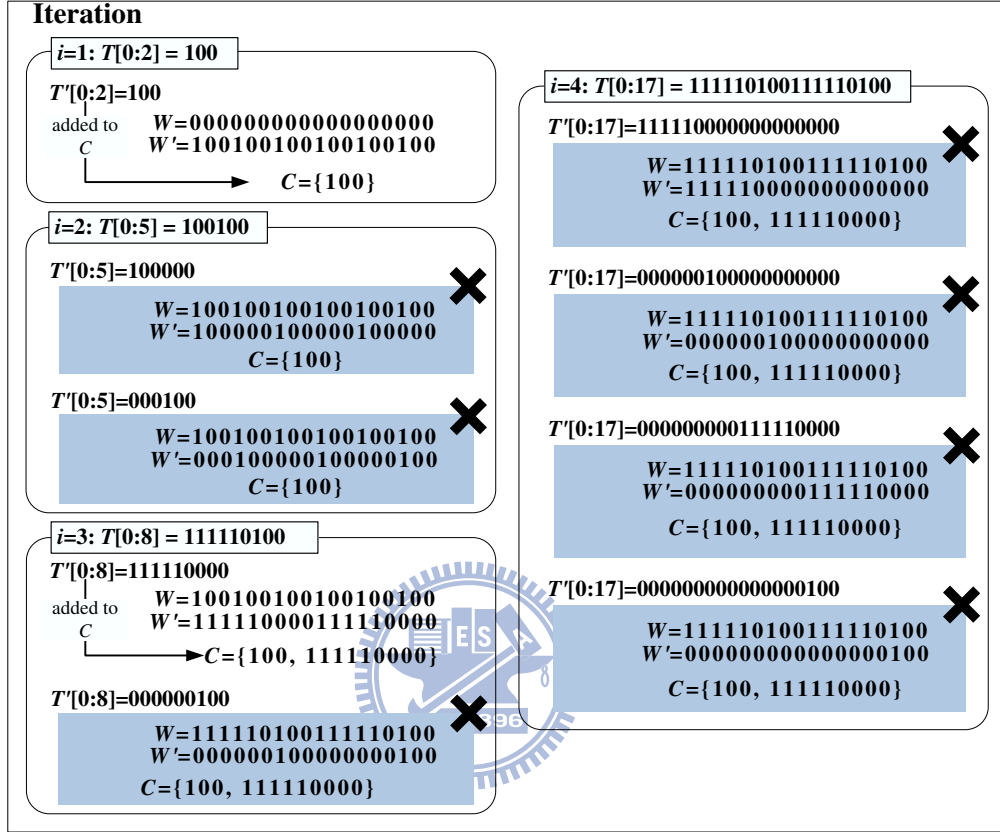 Iteration
i=1: T[0:2] = 100
T'[0:2]=100
added to
C
W=000000000000000000
W'=100100100100100100
C={100}
i=2: T[0:5] = 100100
T'[0:5]=100000
W=100100100100100100
W'=100000100000100000
C={100}
T'[0:5]=000100
W=100100100100100100
W'=000100000100000100
C={100}
i=3: T[0:8] = 111110100
T'[0:8]=111110000
added to
C
W=100100100100100100
W'=111110000111110000
C={100, 111110000}
T'[0:8]=000000100
W=111110100111110100
W'=000000100000000100
C={100, 111110000}
i=4: T[0:17] = 111110100111110100
T'[0:17]=111110000000000000
W=111110100111110100
W'=111110000000000000
C={100, 111110000}
T'[0:17]=000000100000000000
W=111110100111110100
W'=000000100000000000
C={100, 111110000}
T'[0:17]=000000000111110000
W=111110100111110100
W'=000000000111110000
C={100, 111110000}
T'[0:17]=000000000000000100
W=111110100111110100
W'=000000000000000100
C={100, 111110000}
ES